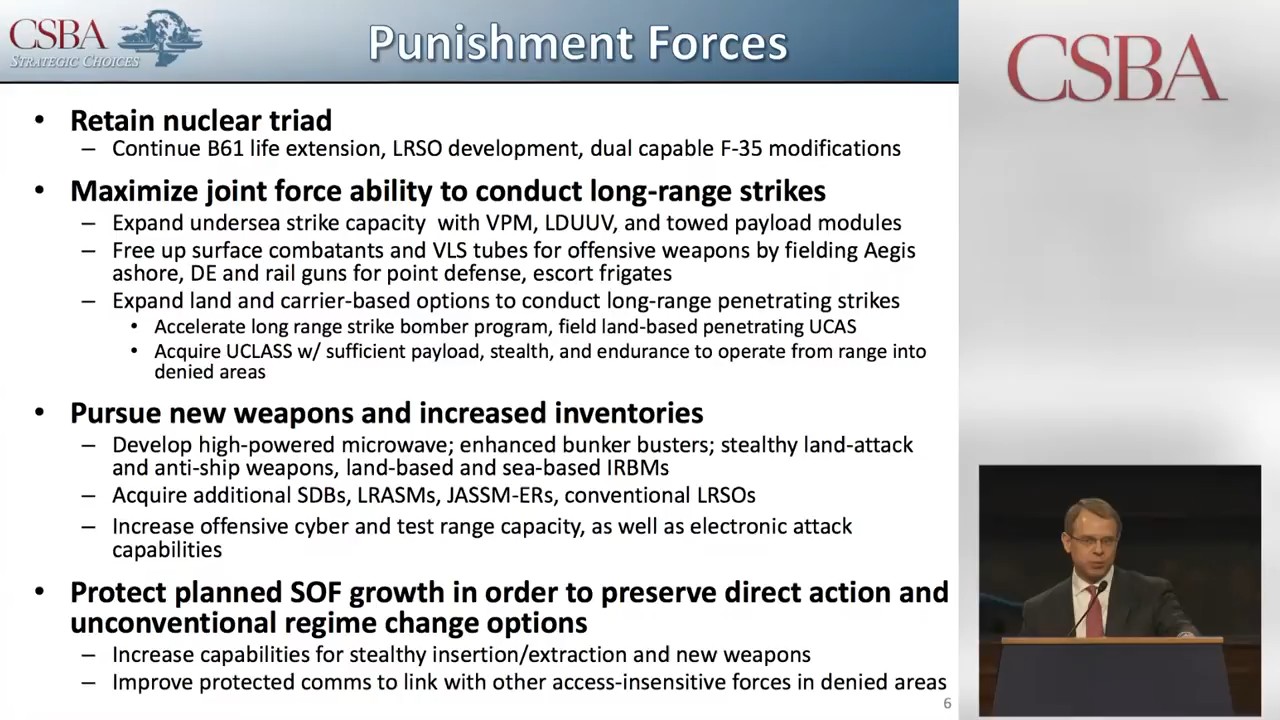 CSBA
STRATEGIC CHOICES
Punishment Forces
CSBA
• Retain nuclear triad
– Continue B61 life extension, LRSO development, dual capable F-35 modifications
• Maximize joint force ability to conduct long-range strikes
– Expand undersea strike capacity with VPM, LDUUV, and towed payload modules
– Free up surface combatants and VLS tubes for offensive weapons by fielding Aegis
ashore, DE and rail guns for point defense, escort frigates
– Expand land and carrier-based options to conduct long-range penetrating strikes
• Accelerate long range strike bomber program, field land-based penetrating UCAS
• Acquire UCLASS w/ sufficient payload, stealth, and endurance to operate from range into
denied areas
• Pursue new weapons and increased inventories
– Develop high-powered microwave; enhanced bunker busters; stealthy land-attack
and anti-ship weapons, land-based and sea-based IRBMs
– Acquire additional SDBs, LRASMs, JASSM-ERs, conventional LRSOs
– Increase offensive cyber and test range capacity, as well as electronic attack
capabilities
• Protect planned SOF growth in order to preserve direct action and
unconventional regime change options
– Increase capabilities for stealthy insertion/extraction and new weapons
– Improve protected comms to link with other access-insensitive forces in denied areas
6